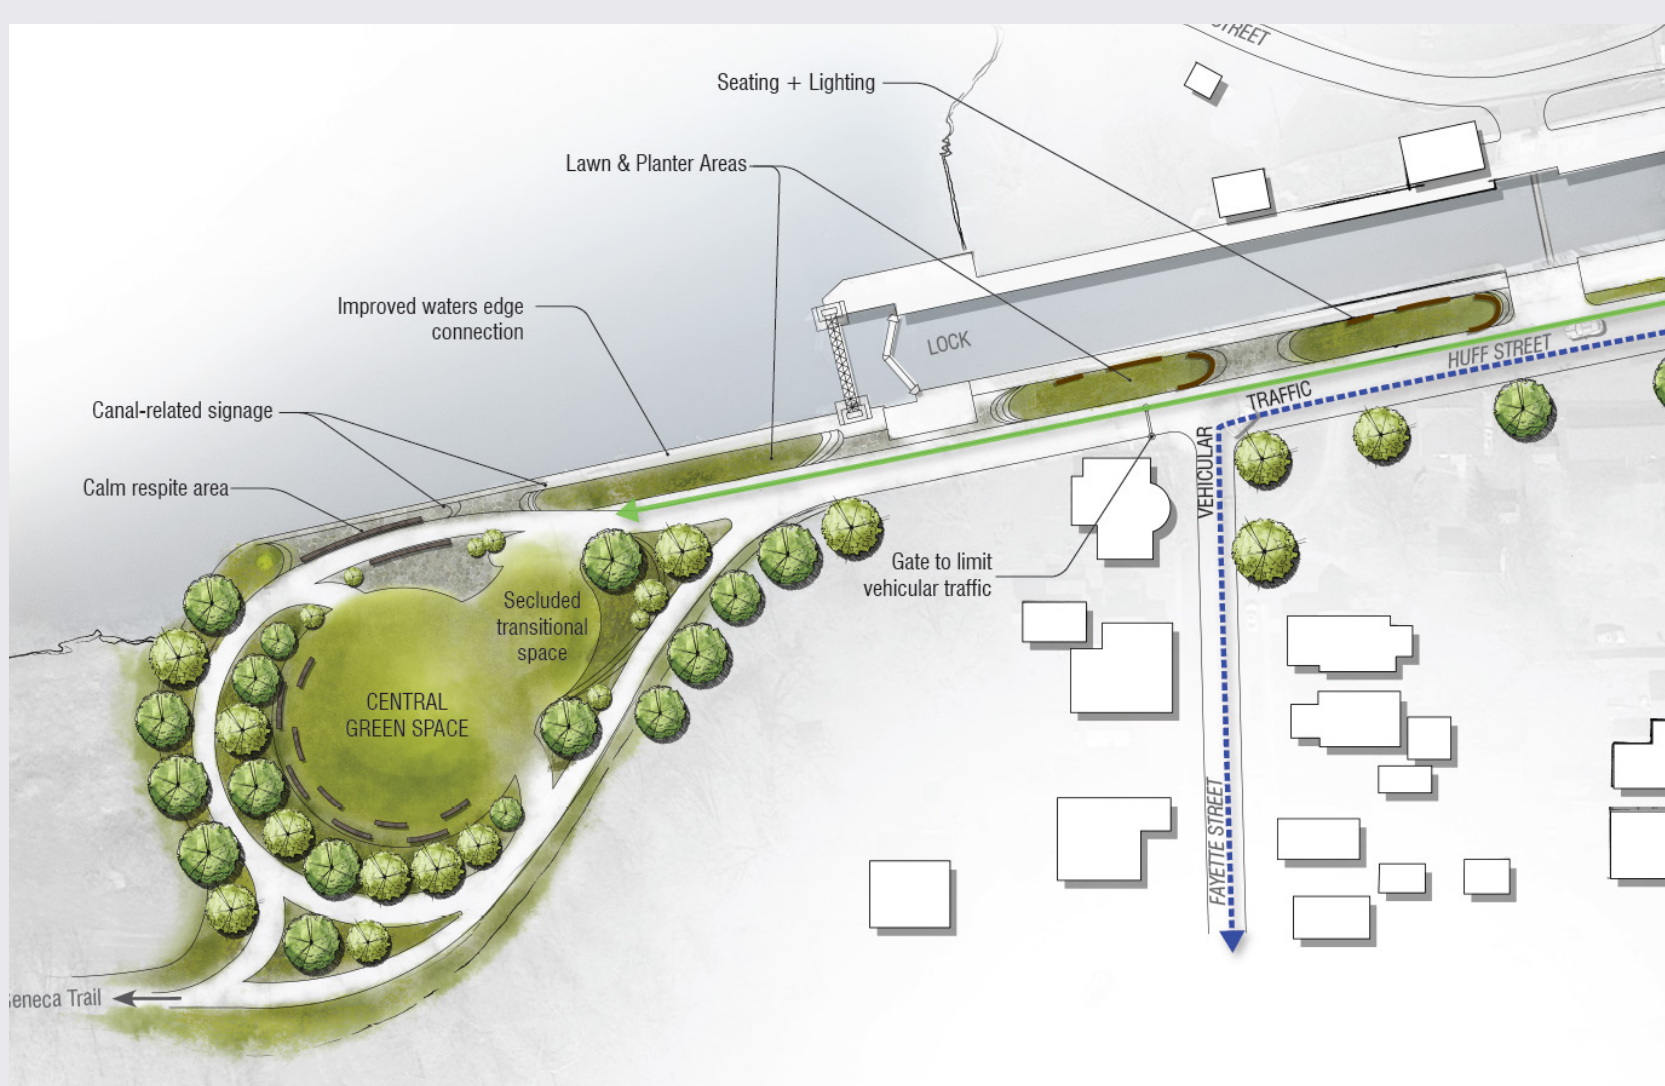 STREET
Seating + Lighting
Lawn & Planter Areas
Improved waters edge
connection
LOCK
HUFF STREET
TRAFFIC
VEHICULAR
Canal-related signage
Calm respite area
Gate to limit
vehicular traffic
Secluded
transitional
space
CENTRAL
GREEN SPACE
FAYETTE STREET
eneca Trail